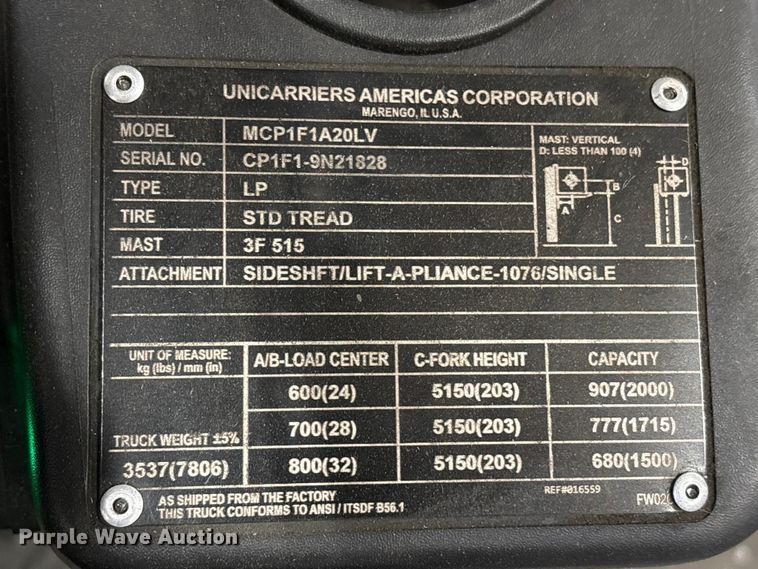 UNICARRIERS AMERICAS CORPORATION
MARENGO, IL U.S.A.
MODEL MCP1F1A20LV
SERIAL NO. CP1F1-9N21828
TYPE LP
TIRE STD TREAD
MAST 3F 515
MAST: VERTICAL
D: LESS THAN 100 (4)
D
B
A
C
ATTACHMENT SIDESHFT/LIFT-A-PLIANCE-1076/SINGLE
UNIT OF MEASURE:
kg (lbs) / mm (in)
A/B-LOAD CENTER C-FORK HEIGHT CAPACITY
600(24) 5150(203) 907(2000)
700(28) 5150(203) 777(1715)
TRUCK WEIGHT ±5%
3537(7806) 800(32) 5150(203) 680(1500)
REF#016559
AS SHIPPED FROM THE FACTORY
THIS TRUCK CONFORMS TO ANSI / ITSDF B56.1
Purple Wave Auction